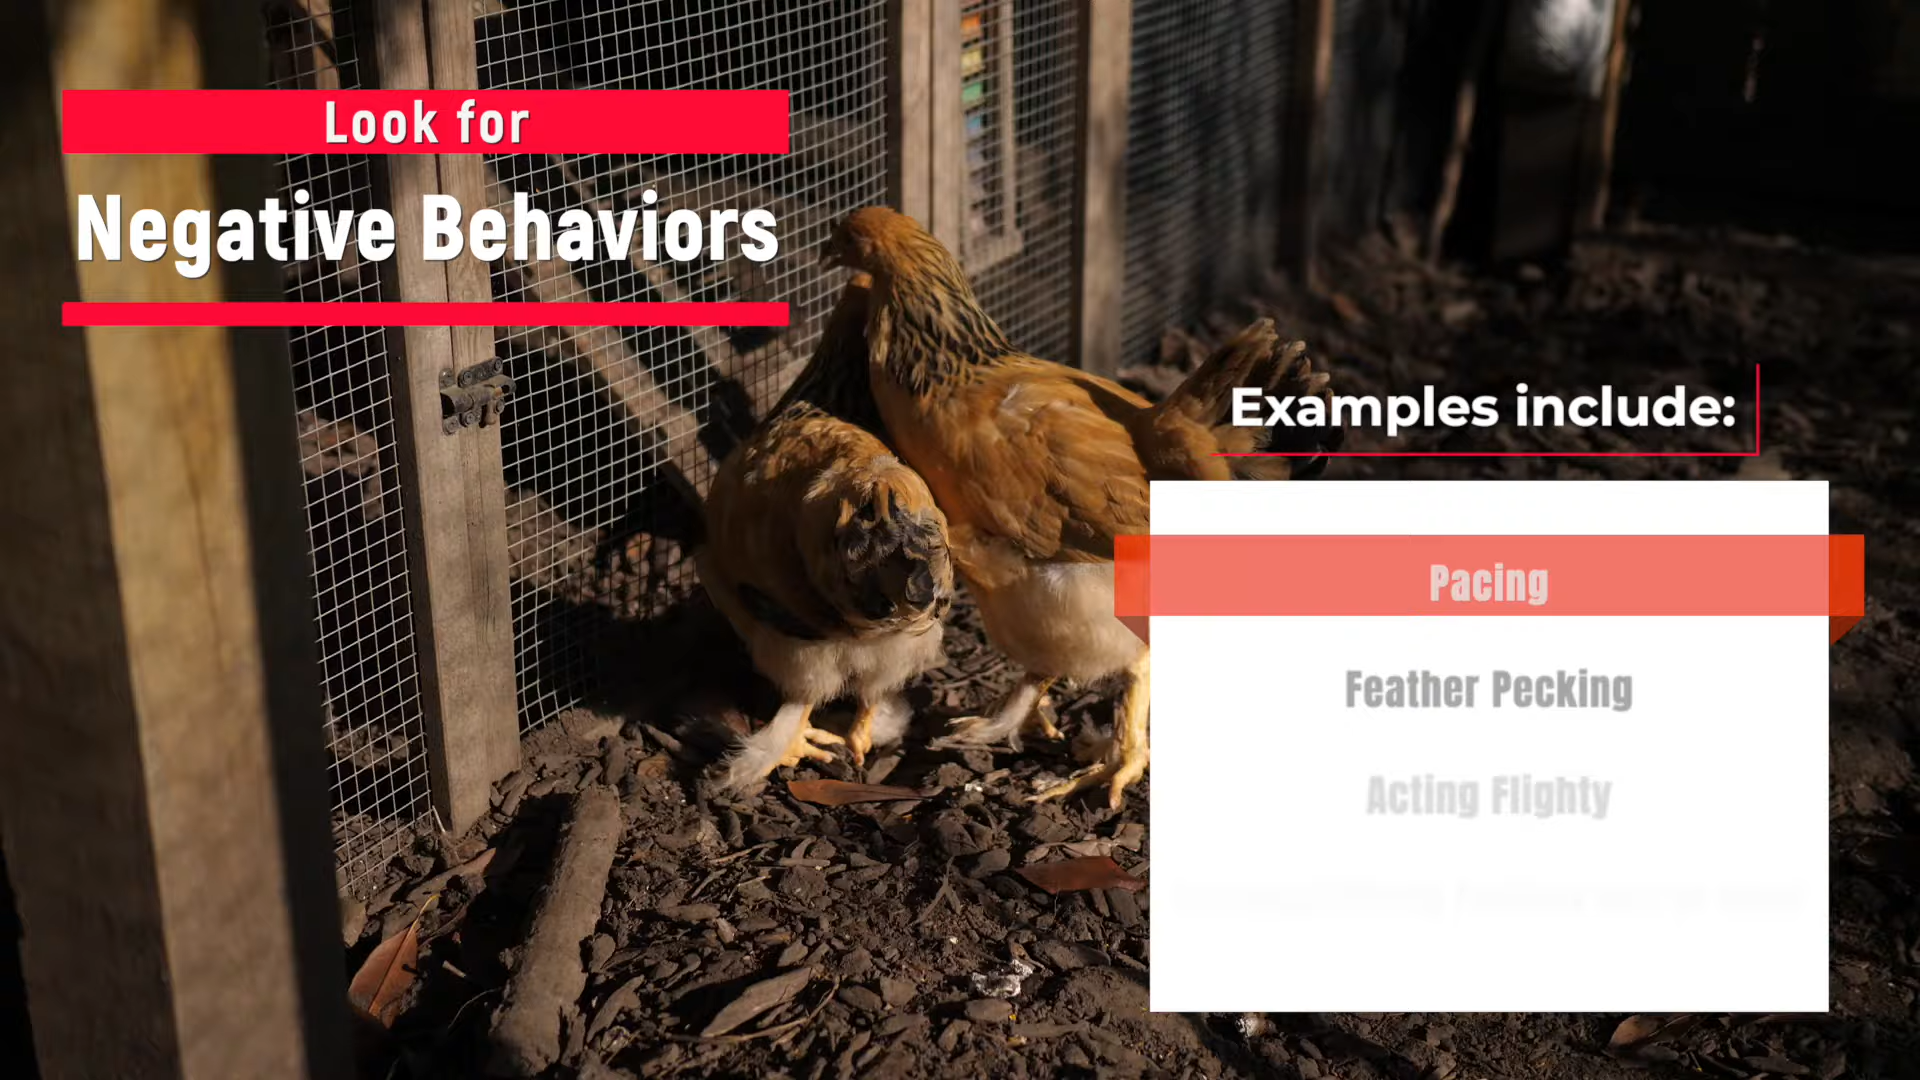 Look for
Negative Behaviors
Examples include:
Pacing
Feather Pecking
Acting Flighty